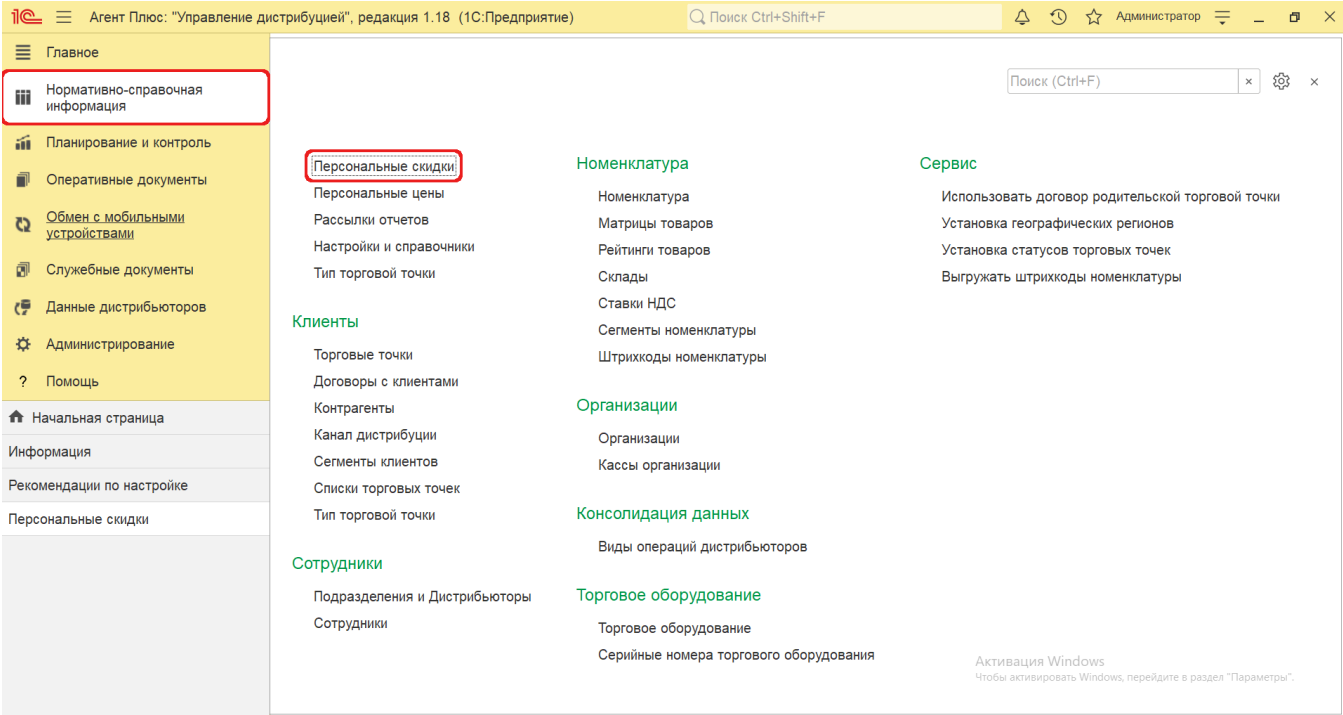 1С Агент Плюс: "Управление дистрибуцией", редакция 1.18 (1С:Предприятие) Поиск Ctrl+Shift+F Администратор
Главное
Нормативно-справочная
информация
Планирование и контроль
Оперативные документы
Обмен с мобильными
устройствами
Служебные документы
Данные дистрибьюторов
Администрирование
? Помощь
Начальная страница
Информация
Рекомендации по настройке
Персональные скидки
Поиск (Ctrl+F)
Персональные скидки
Персональные цены
Рассылки отчетов
Настройки и справочники
Тип торговой точки
Клиенты
Торговые точки
Договоры с клиентами
Контрагенты
Канал дистрибуции
Сегменты клиентов
Списки торговых точек
Тип торговой точки
Сотрудники
Подразделения и Дистрибьюторы
Сотрудники
Номенклатура
Номенклатура
Матрицы товаров
Рейтинги товаров
Склады
Ставки НДС
Сегменты номенклатуры
Штрихкоды номенклатуры
Организации
Организации
Кассы организации
Консолидация данных
Виды операций дистрибьюторов
Торговое оборудование
Торговое оборудование
Серийные номера торгового оборудования
Сервис
Использовать договор родительской торговой точки
Установка географических регионов
Установка статусов торговых точек
Выгружать штрихкоды номенклатуры
Активация Windows
Чтобы активировать Windows, перейдите в раздел "Параметры".